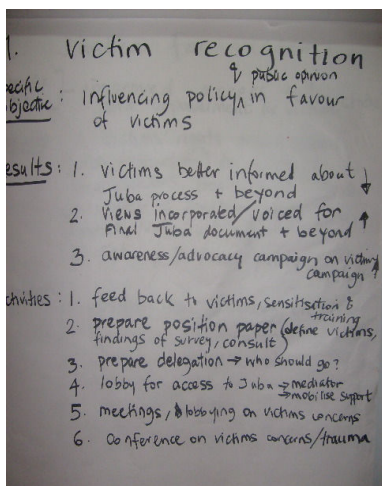 1. Victim recognition
& public opinion
pecific
bjective : Influencing policy ^ in favour
of victims
esults : 1. victims better informed about ↓
Juba process + beyond
2. views incorporated/voiced for
final Juba document + beyond ↑
3. awareness/advocacy campaign on victims
campaign ?
ctivities : 1. feed back to victims, sensitisation &
training
2. prepare position paper (define victims,
findings of survey, consult)
3. prepare delegation → who should go?
4. lobby for access to Juba → mediator
→ mobilise support
5. meetings, lobbying on victims concerns
6. conference on victims concerns/trauma